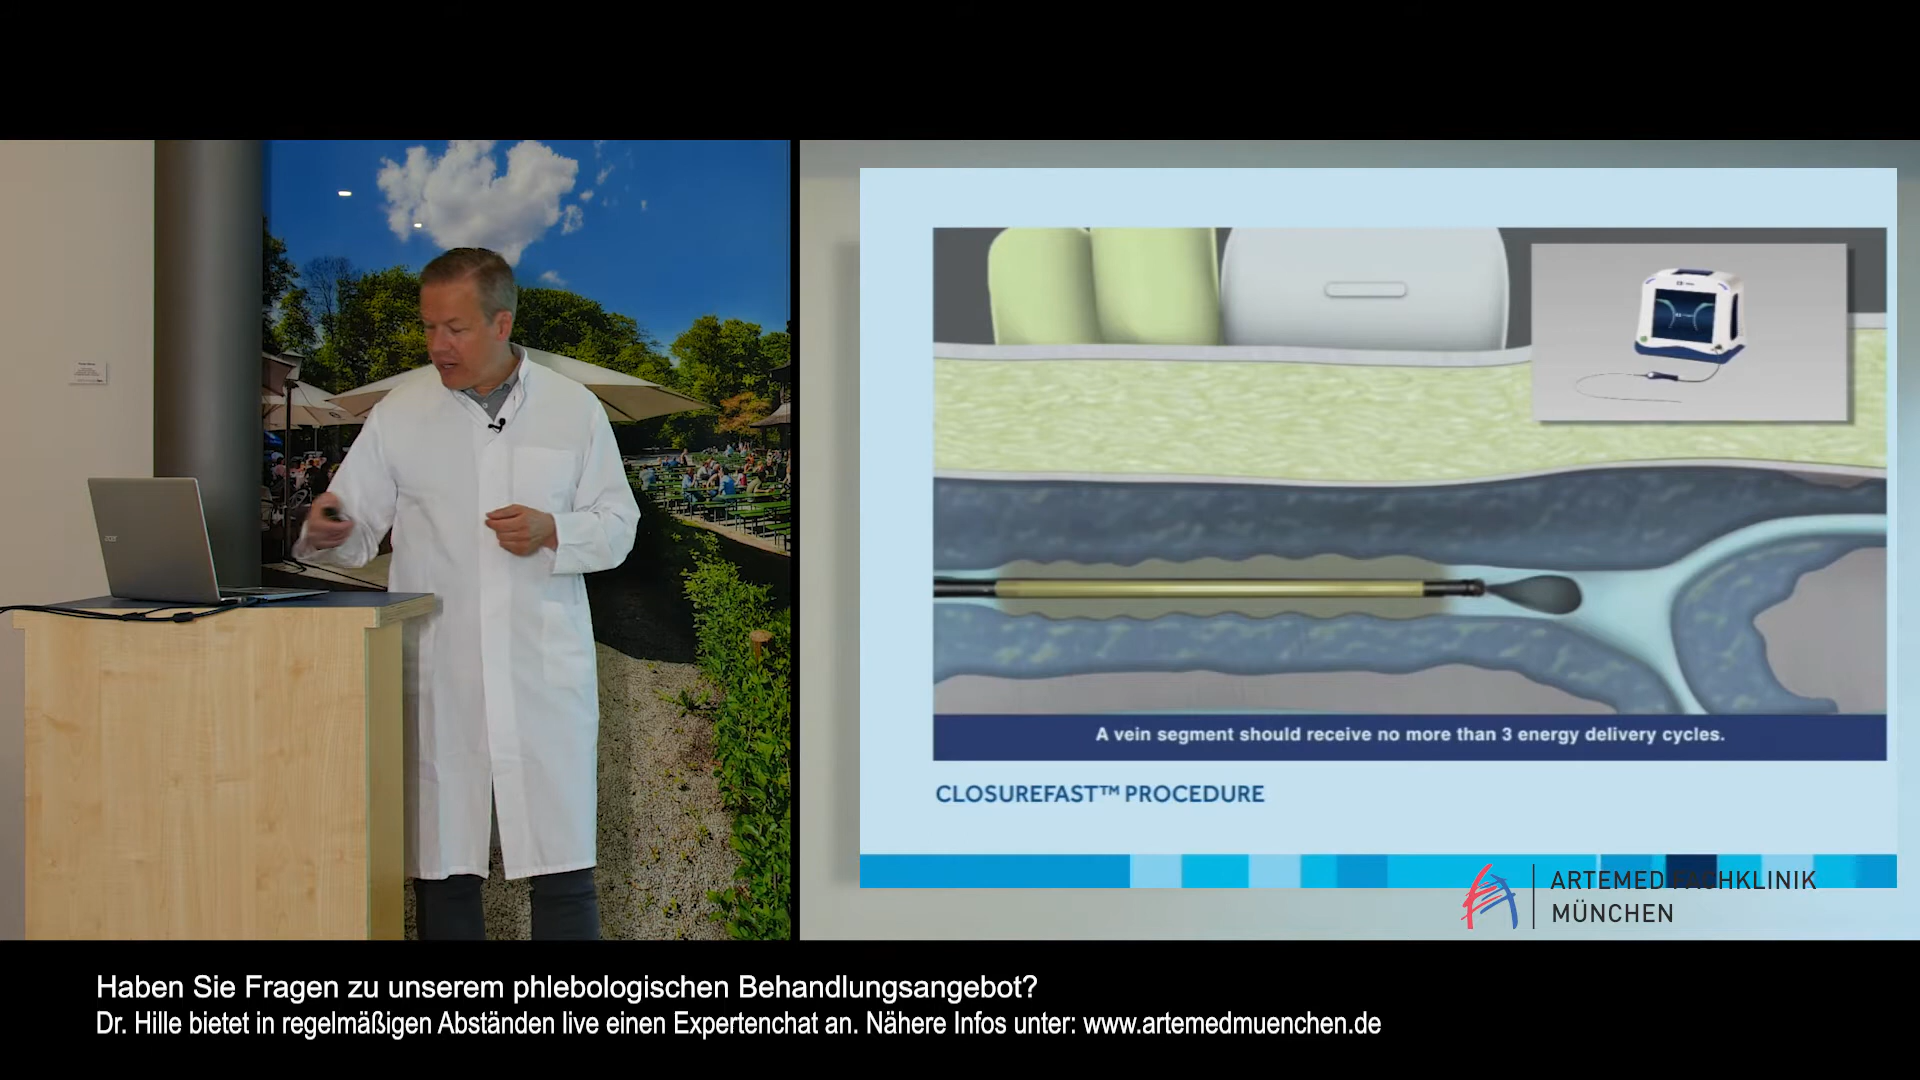 acer
A vein segment should receive no more than 3 energy delivery cycles.
CLOSUREFAST™ PROCEDURE
ARTEMED FACHKLINIK
MÜNCHEN
Haben Sie Fragen zu unserem phlebologischen Behandlungsangebot?
Dr. Hille bietet in regelmäßigen Abständen live einen Expertenchat an. Nähere Infos unter: www.artemedmuenchen.de